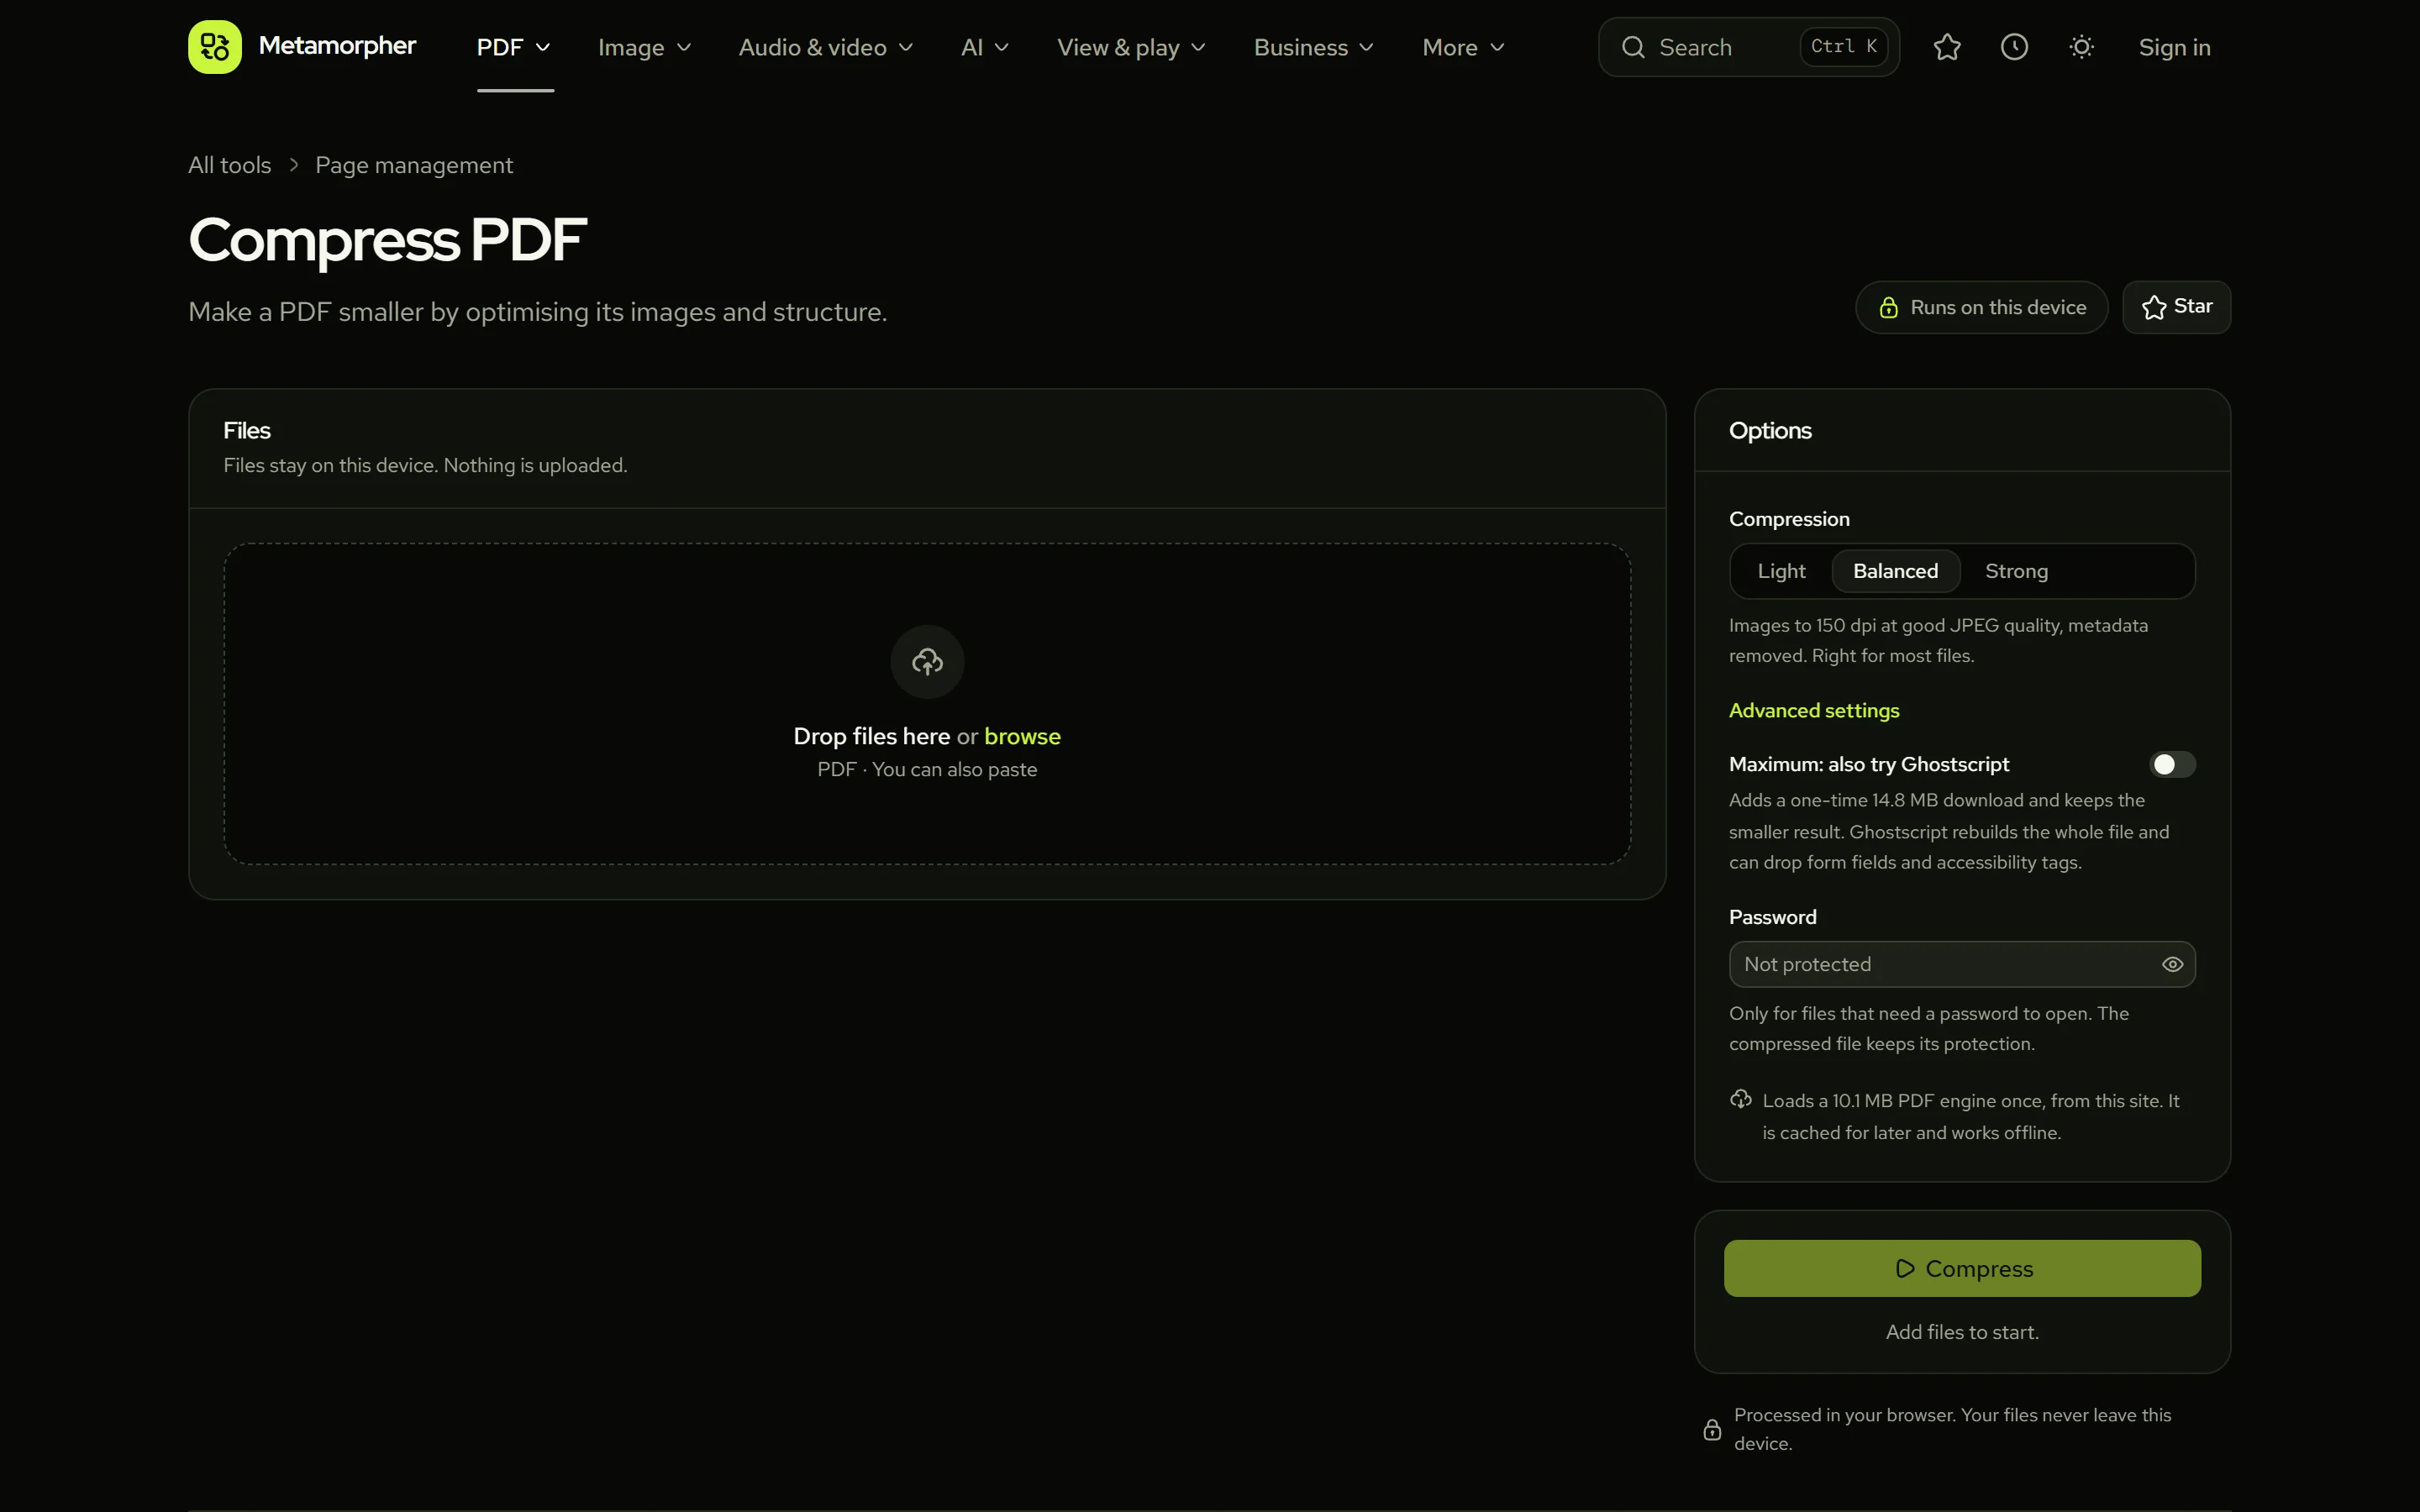 Metamorpher
PDF
Image
Audio & video
AI
View & play
Business
More
Search
Ctrl K
Sign in
All tools
Page management
Compress PDF
Make a PDF smaller by optimising its images and structure.
Runs on this device
Star
Files
Files stay on this device. Nothing is uploaded.
Drop files here or browse
PDF · You can also paste
Options
Compression
Light
Balanced
Strong
Images to 150 dpi at good JPEG quality, metadata
removed. Right for most files.
Advanced settings
Maximum: also try Ghostscript
Adds a one-time 14.8 MB download and keeps the
smaller result. Ghostscript rebuilds the whole file and
can drop form fields and accessibility tags.
Password
Not protected
Only for files that need a password to open. The
compressed file keeps its protection.
Loads a 10.1 MB PDF engine once, from this site. It
is cached for later and works offline.
Compress
Add files to start.
Processed in your browser. Your files never leave this
device.